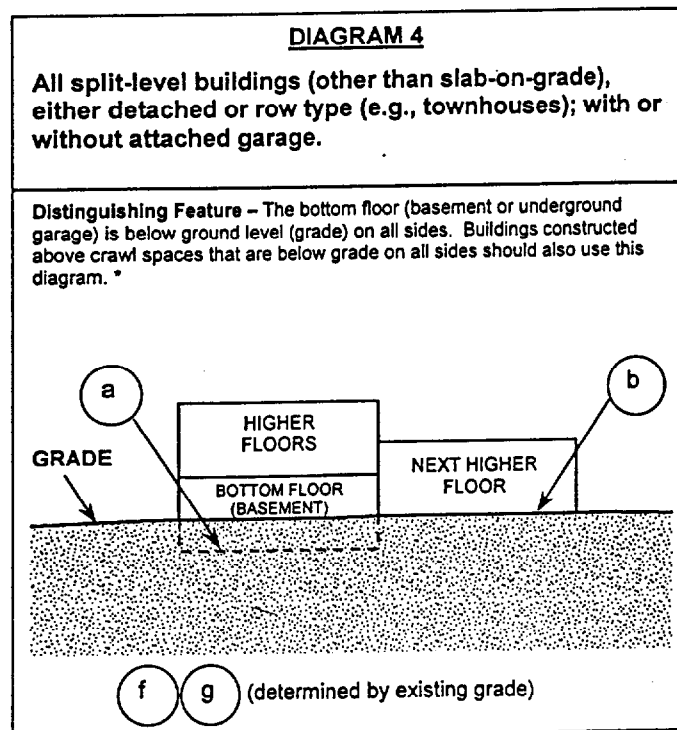 DIAGRAM 4
All split-level buildings (other than slab-on-grade),
either detached or row type (e.g., townhouses); with or
without attached garage.
Distinguishing Feature – The bottom floor (basement or underground
garage) is below ground level (grade) on all sides. Buildings constructed
above crawl spaces that are below grade on all sides should also use this
diagram. *
a
b
HIGHER
FLOORS
GRADE
NEXT HIGHER
FLOOR
BOTTOM FLOOR
(BASEMENT)
f g (determined by existing grade)